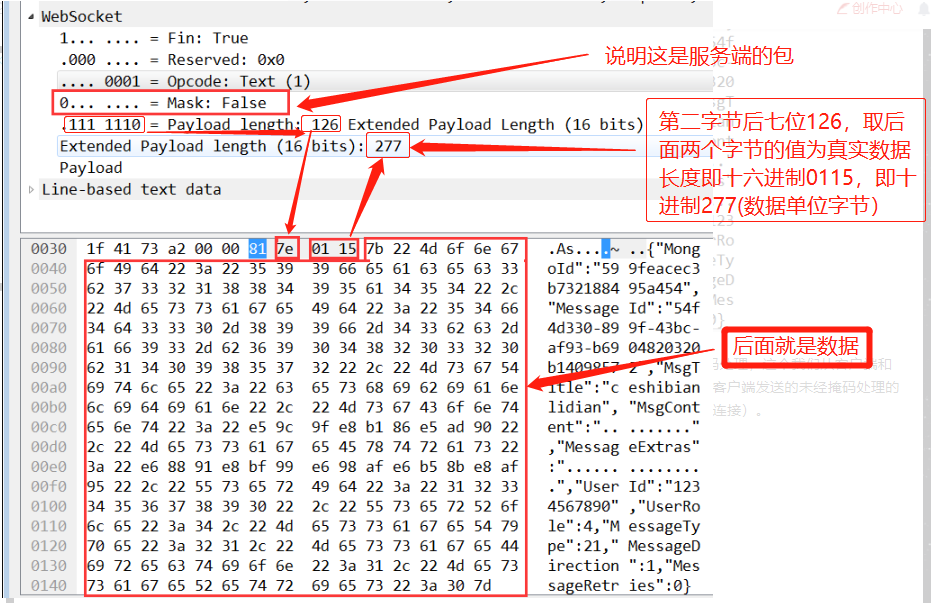 创作中心
WebSocket
1... .... = Fin: True
.000 .... = Reserved: 0x0
.... 0001 = Opcode: Text (1)
0... .... = Mask: False
.111 1110 = Payload length: 126 Extended Payload Length (16 bits)
Extended Payload length (16 bits): 277
Payload
Line-based text data
说明这是服务端的包
第二字节后七位126，取后
面两个字节的值为真实数据
长度即十六进制0115，即十
进制277(数据单位字节）
0030 1f 41 73 a2 00 00 81 7e 01 15 7b 22 4d 6f 6e 67 .As....~ ..{"Mong
0040 6f 49 64 22 3a 22 35 39 39 66 65 61 63 65 63 33 oId":"59 9feacec3
0050 62 37 33 32 31 38 38 34 39 35 61 34 35 34 22 2c b7321884 95a454",
0060 22 4d 65 73 73 61 67 65 49 64 22 3a 22 35 34 66 "Message Id":"54f
0070 34 64 33 33 30 2d 38 39 39 66 2d 34 33 62 63 2d 4d330-89 9f-43bc-
0080 61 66 39 33 2d 62 36 39 30 34 38 32 30 33 32 30 af93-b69 04820320
0090 62 31 34 30 39 38 35 37 32 22 2c 22 4d 73 67 54 b1409857 2","MsgT
00a0 69 74 6c 65 22 3a 22 63 65 73 68 69 62 69 61 6e itle":"c eshibian
00b0 6c 69 64 69 61 6e 22 2c 22 4d 73 67 43 6f 6e 74 lidian", "MsgCont
00c0 65 6e 74 22 3a 22 e5 9c 9f e8 b1 86 e5 ad 90 22 ent":".. ......."
00d0 2c 22 4d 65 73 73 61 67 65 45 78 74 72 61 73 22 ,"Messag eExtras"
00e0 3a 22 e6 88 91 e8 bf 99 e6 98 af e6 b5 8b e8 af :"...... ........
00f0 95 22 2c 22 55 73 65 72 49 64 22 3a 22 31 32 33 .","User Id":"123
0100 34 35 36 37 38 39 30 22 2c 22 55 73 65 72 52 6f 4567890" ,"UserRo
0110 6c 65 22 3a 34 2c 22 4d 65 73 73 61 67 65 54 79 le":4,"M essageTy
0120 70 65 22 3a 32 31 2c 22 4d 65 73 73 61 67 65 44 pe":21," MessageD
0130 69 72 65 63 74 69 6f 6e 22 3a 31 2c 22 4d 65 73 irection ":1,"Mes
0140 73 61 67 65 52 65 74 72 69 65 73 22 3a 30 7d sageRetr ies":0}
后面就是数据
客户端发送的未经掩码处理的
连接）。